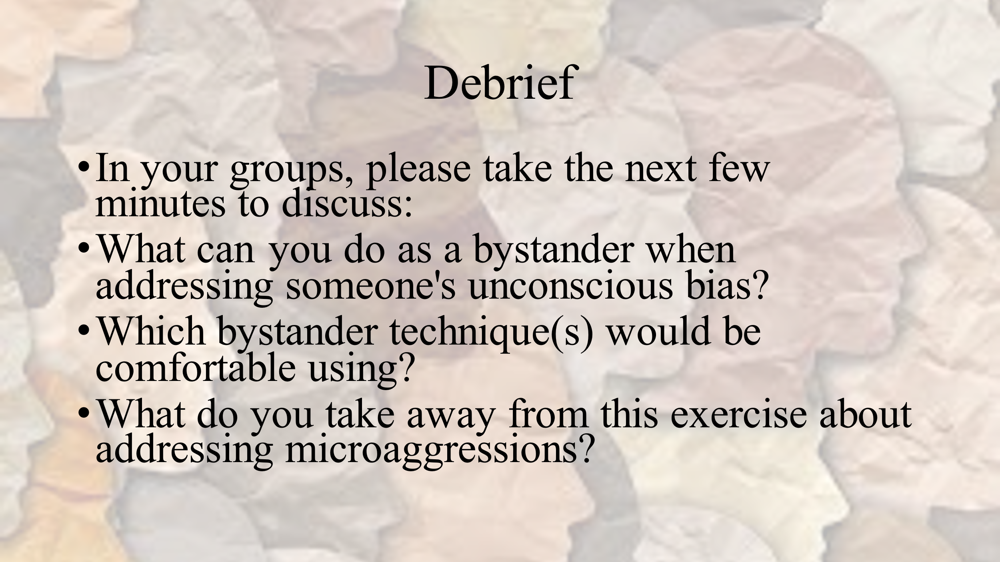 Debrief
•In your groups, please take the next few
minutes to discuss:
•What can you do as a bystander when
addressing someone's unconscious bias?
•Which bystander technique(s) would be
comfortable using?
•What do you take away from this exercise about
addressing microaggressions?